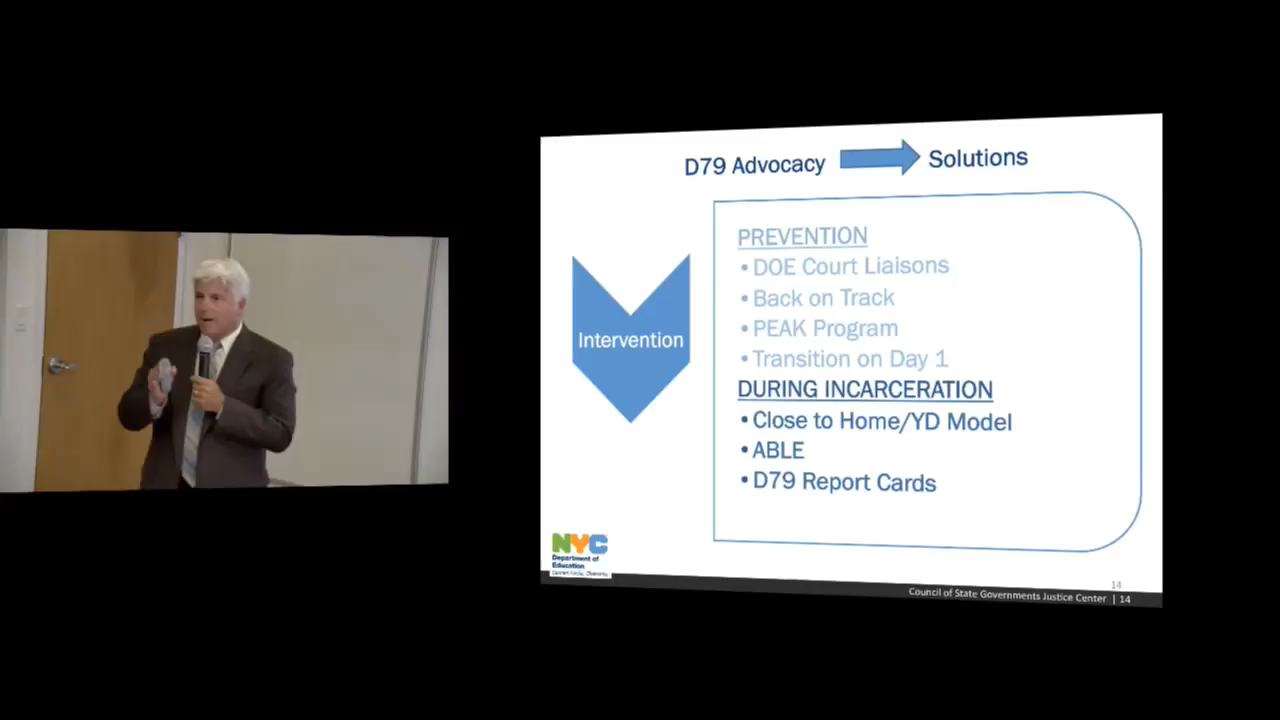 D79 Advocacy Solutions
PREVENTION
• DOE Court Liaisons
• Back on Track
• PEAK Program
• Transition on Day 1
DURING INCARCERATION
• Close to Home/YD Model
• ABLE
• D79 Report Cards
Intervention
NYC
Department of
Education
14
Council of State Governments Justice Center | 14